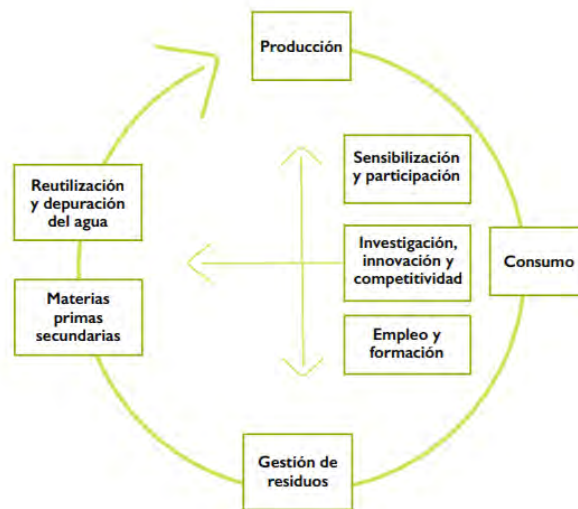 Producción
Sensibilización
y participación
Reutilización
y depuración
del agua
Investigación,
innovación y
competitividad
Consumo
Materias
primas
secundarias
Empleo y
formación
Gestión de
residuos